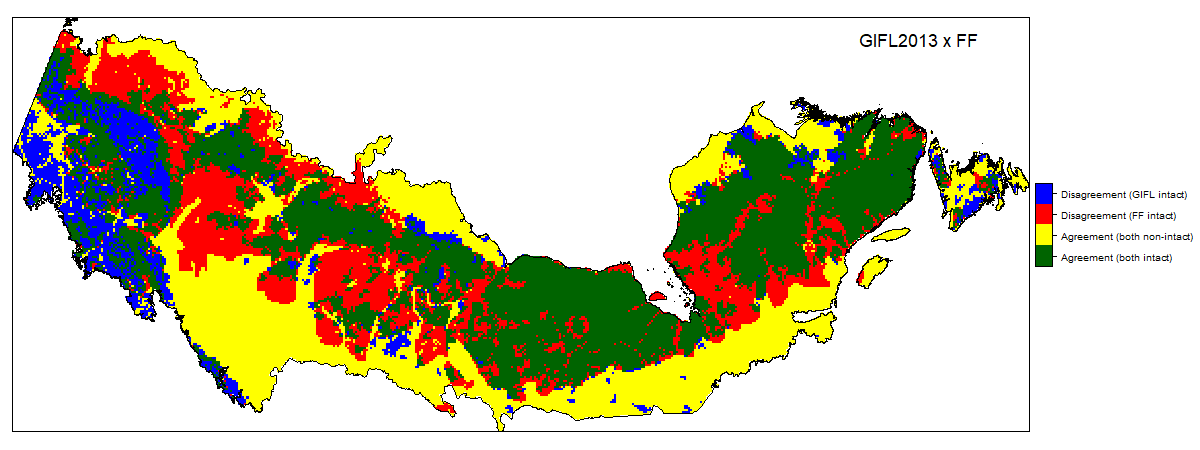 GIFL2013 x FF
Disagreement (GIFL intact)
Disagreement (FF intact)
Agreement (both non-intact)
Agreement (both intact)